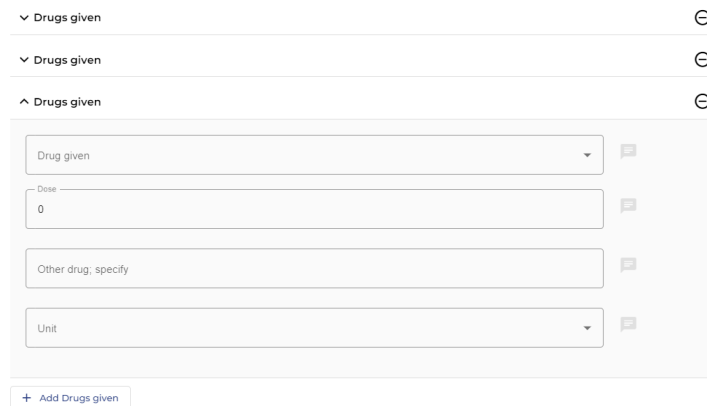 Drugs given
Drugs given
Drugs given
Drug given
Dose
0
Other drug; specify
Unit
+ Add Drugs given